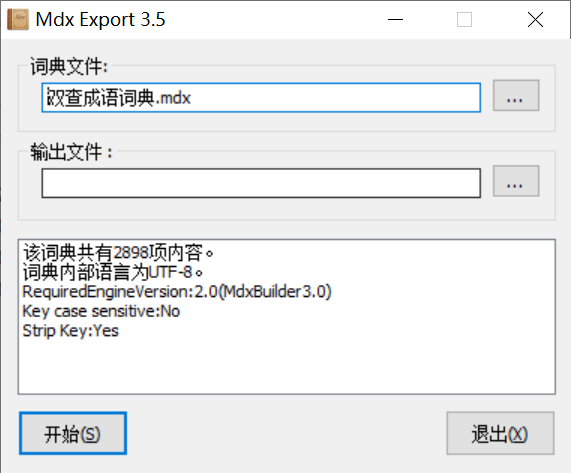 Mdx Export 3.5
词典文件:
双查成语词典.mdx
...
输出文件：
...
该词典共有2898项内容。
词典内部语言为UTF-8。
RequiredEngineVersion:2.0(MdxBuilder3.0)
Key case sensitive:No
Strip Key:Yes
开始(S)
退出(X)